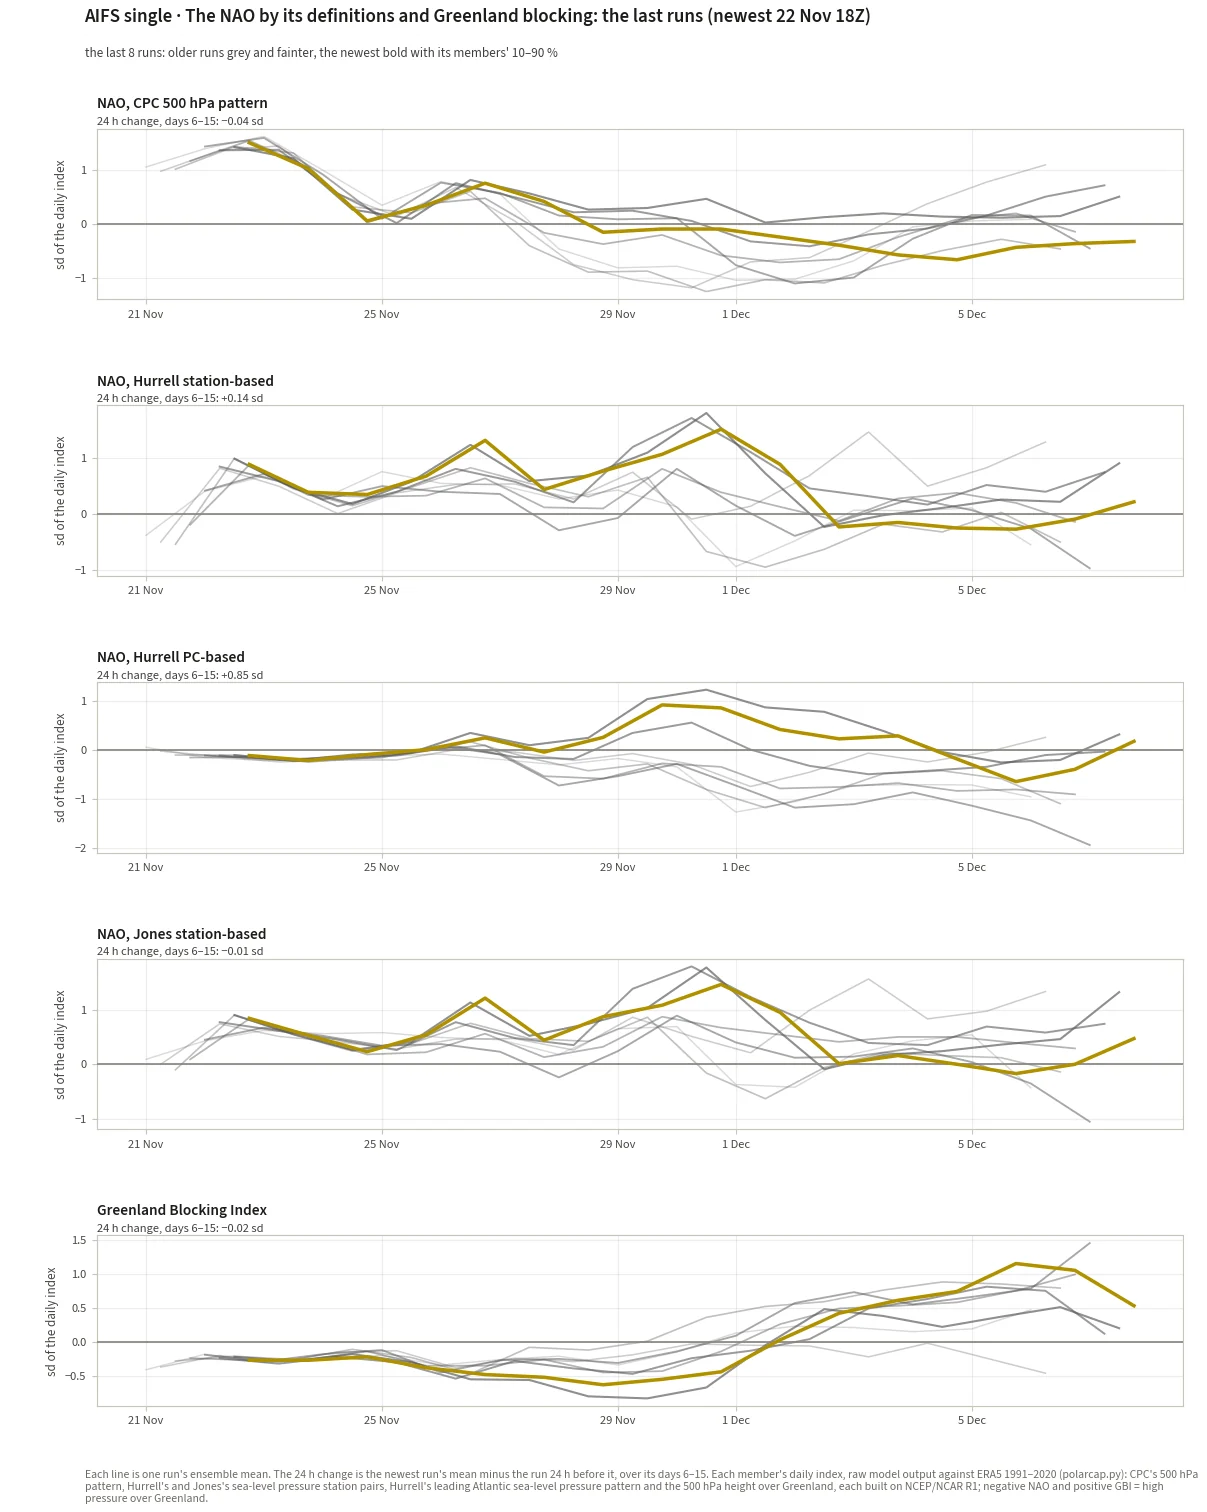 AIFS single · The NAO by its definitions and Greenland blocking: the last runs (newest 22 Nov 18Z)
the last 8 runs: older runs grey and fainter, the newest bold with its members' 10–90 %
NAO, CPC 500 hPa pattern
24 h change, days 6–15: −0.04 sd
sd of the daily index
1
0
−1
21 Nov
25 Nov
29 Nov
1 Dec
5 Dec
NAO, Hurrell station-based
24 h change, days 6–15: +0.14 sd
sd of the daily index
1
0
−1
21 Nov
25 Nov
29 Nov
1 Dec
5 Dec
NAO, Hurrell PC-based
24 h change, days 6–15: +0.85 sd
sd of the daily index
1
0
−1
−2
21 Nov
25 Nov
29 Nov
1 Dec
5 Dec
NAO, Jones station-based
24 h change, days 6–15: −0.01 sd
sd of the daily index
1
0
−1
21 Nov
25 Nov
29 Nov
1 Dec
5 Dec
Greenland Blocking Index
24 h change, days 6–15: −0.02 sd
sd of the daily index
1.5
1.0
0.5
0.0
−0.5
21 Nov
25 Nov
29 Nov
1 Dec
5 Dec
Each line is one run's ensemble mean. The 24 h change is the newest run's mean minus the run 24 h before it, over its days 6–15. Each member's daily index, raw model output against ERA5 1991–2020 (polarcap.py): CPC's 500 hPa
pattern, Hurrell's and Jones's sea-level pressure station pairs, Hurrell's leading Atlantic sea-level pressure pattern and the 500 hPa height over Greenland, each built on NCEP/NCAR R1; negative NAO and positive GBI = high
pressure over Greenland.